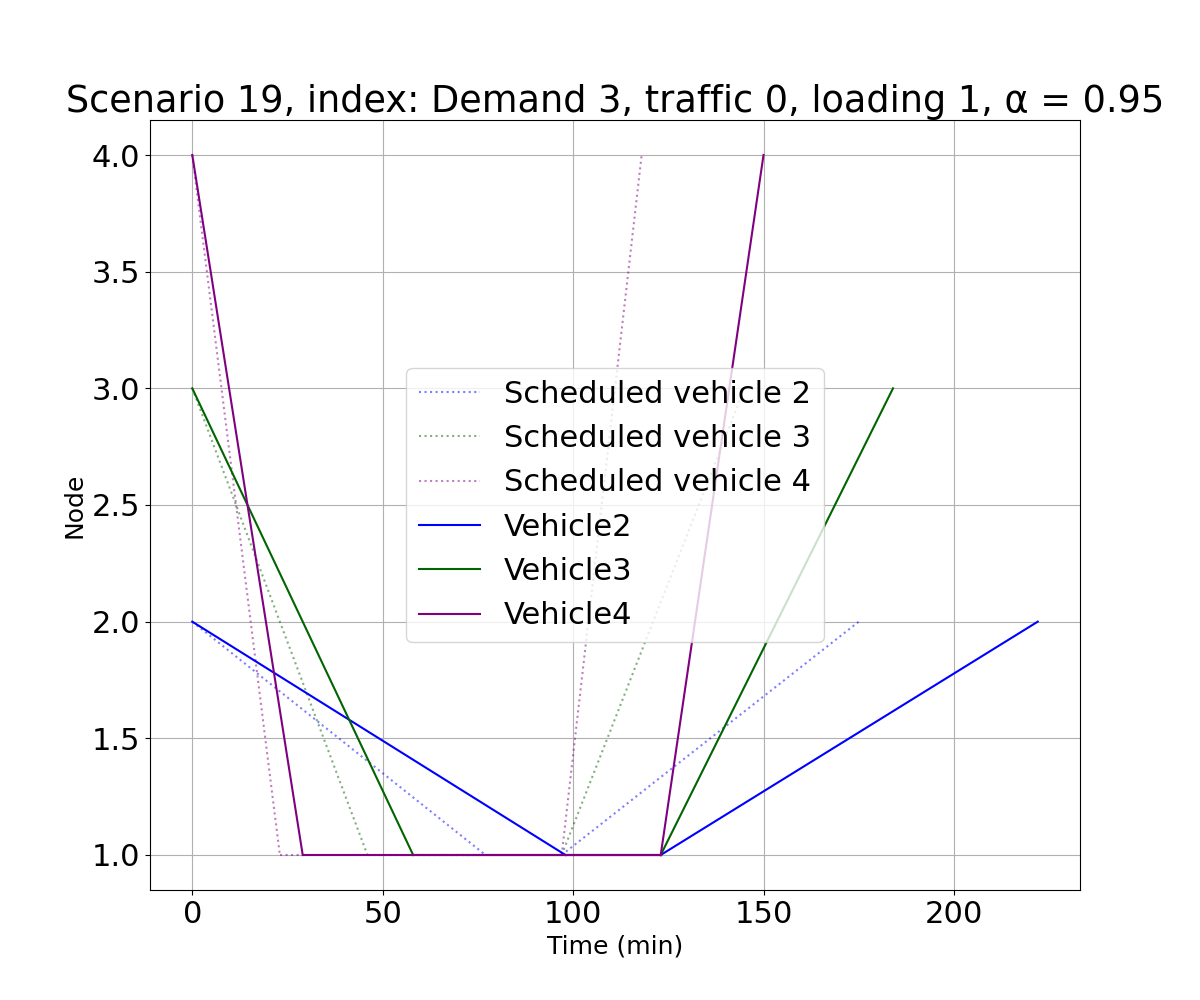 Scenario 19, index: Demand 3, traffic 0, loading 1, α = 0.95
4.0
3.5
3.0
2.5
2.0
1.5
1.0
Node
Scheduled vehicle 2
Scheduled vehicle 3
Scheduled vehicle 4
Vehicle2
Vehicle3
Vehicle4
0 50 100 150 200
Time (min)